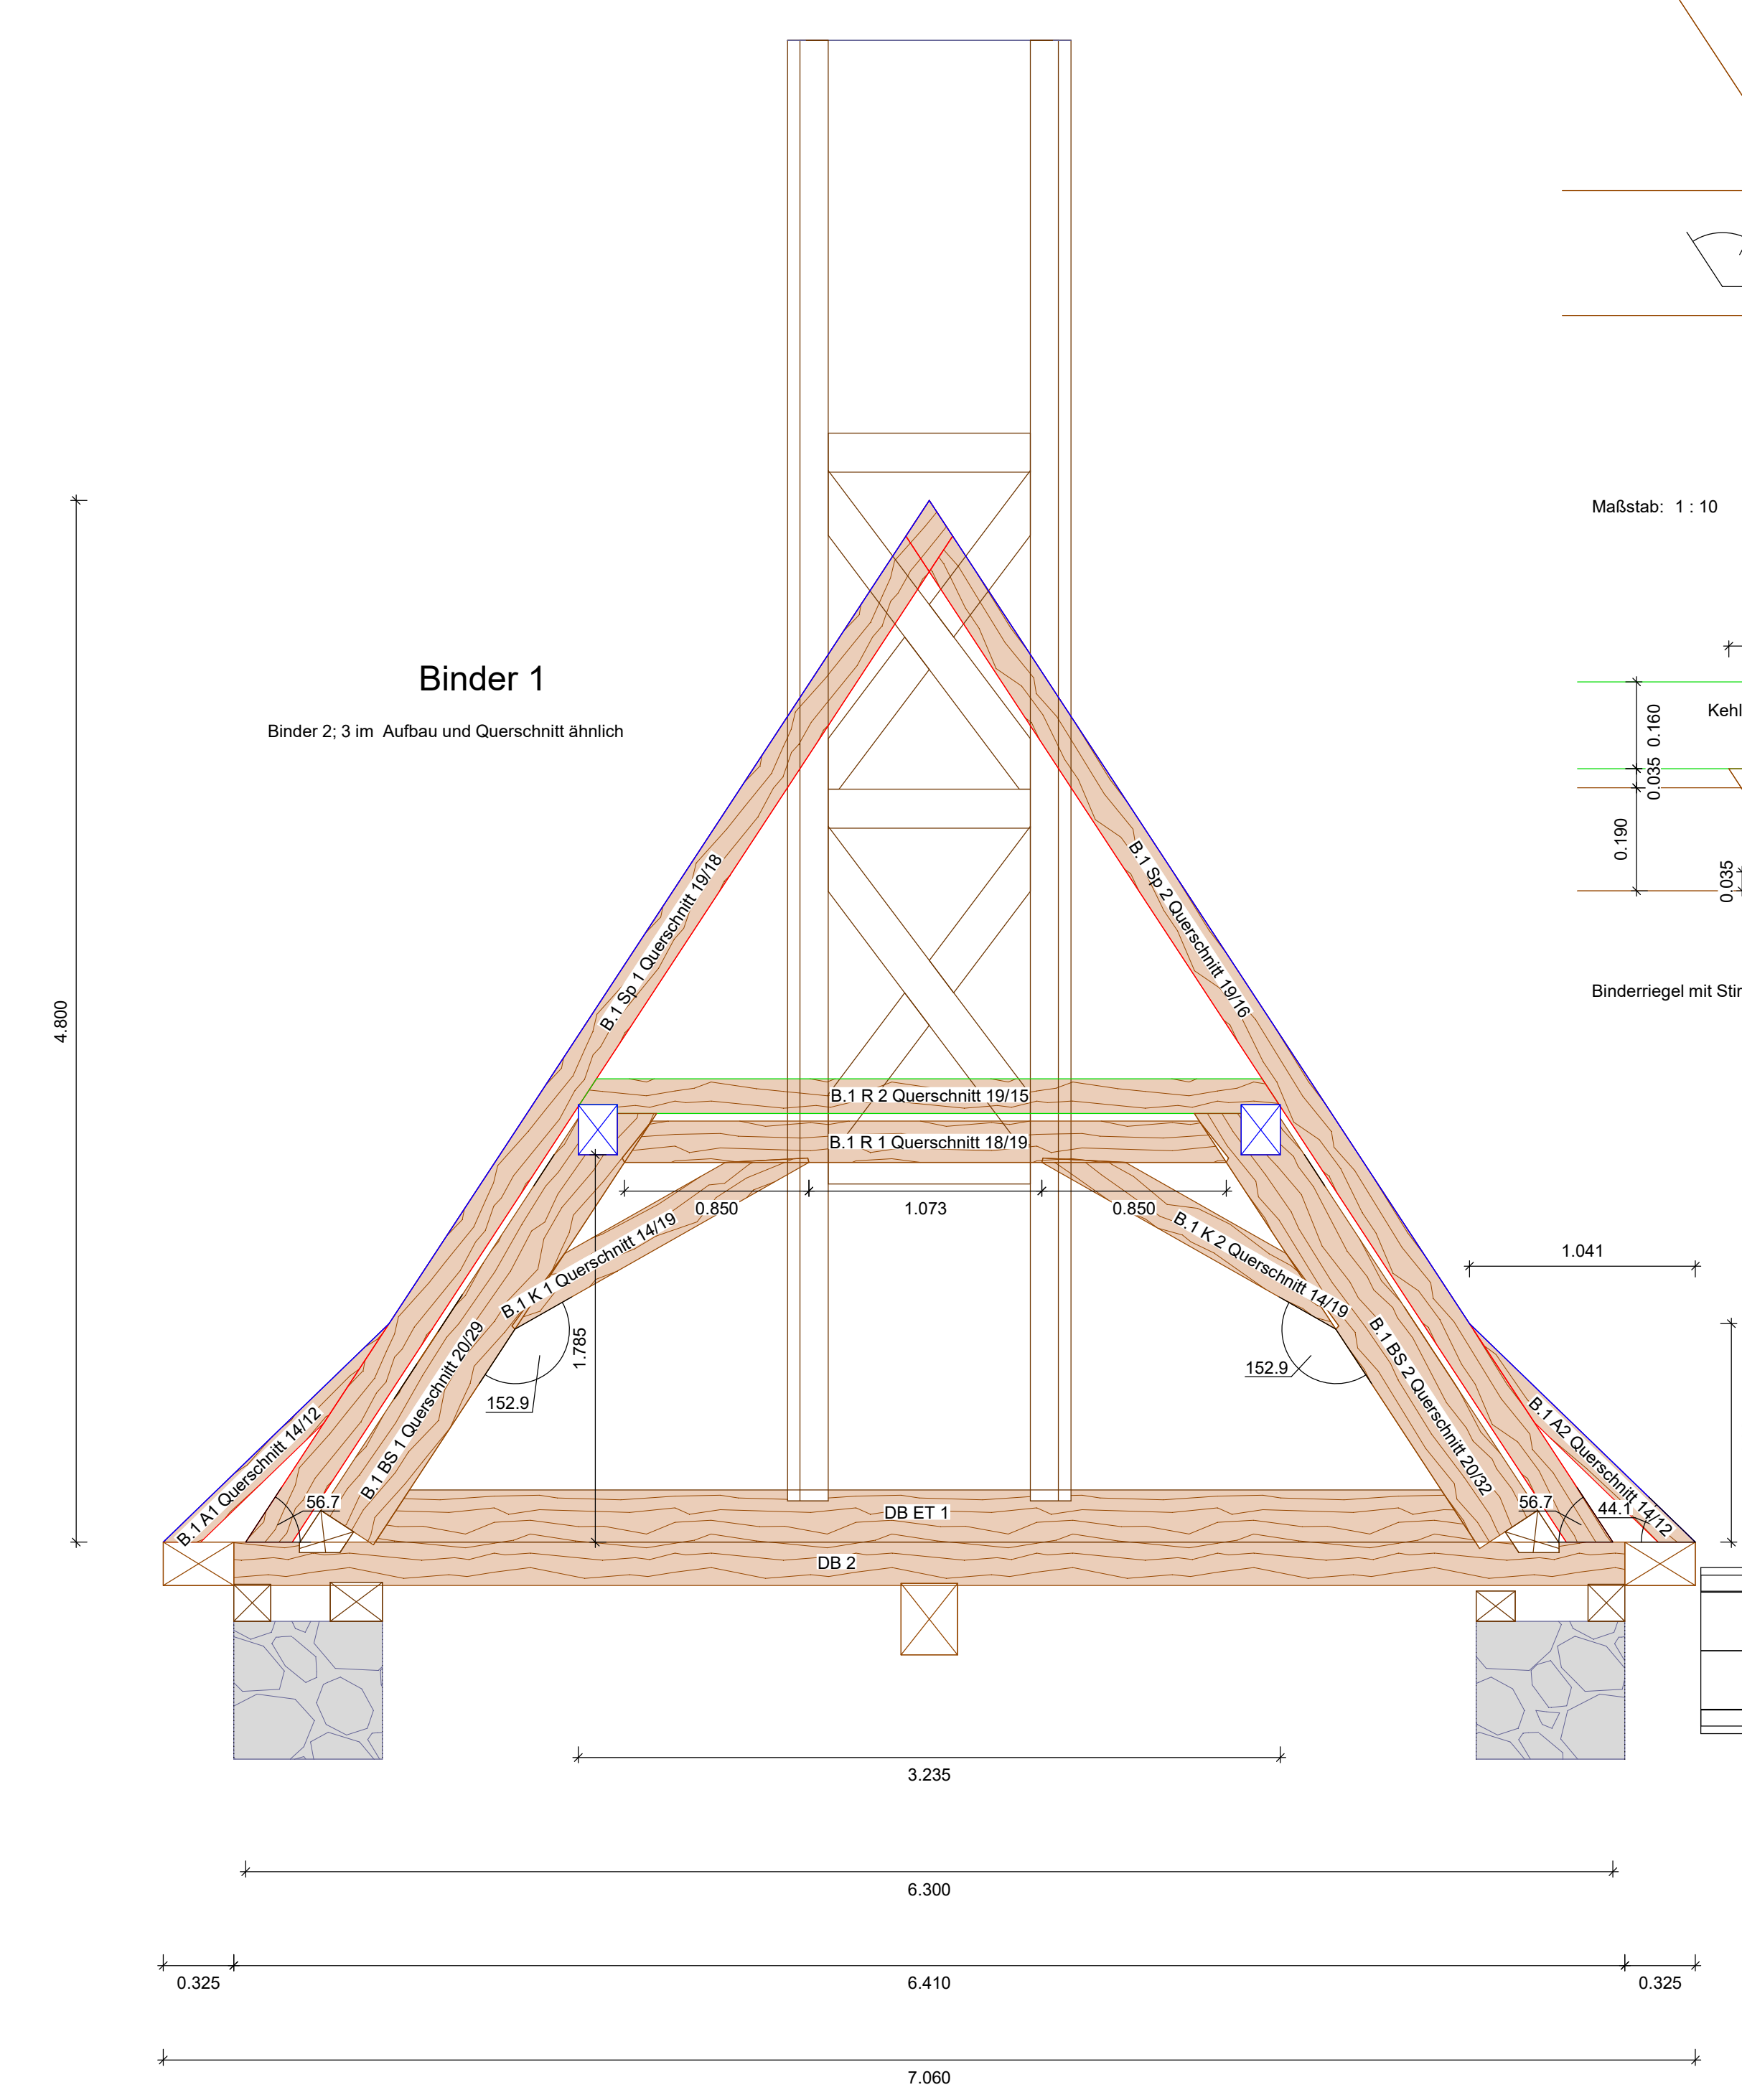 Maßstab: 1 : 10
4.800
Binder 1
Binder 2; 3 im Aufbau und Querschnitt ähnlich
0.160
Kehl
0.035
0.190
0.035
B.1 Sp 1 Querschnitt 19/18
B.1 Sp 2 Querschnitt 19/16
Binderriegel mit Stir
B.1 R 2 Querschnitt 19/15
B.1 R 1 Querschnitt 18/19
0.850
1.073
0.850
B.1 K 1 Querschnitt 14/19
B.1 K 2 Querschnitt 14/19
1.041
1.785
152.9
152.9
B.1 BS 1 Querschnitt 20/29
B.1 BS 2 Querschnitt 20/32
B.1 A1 Querschnitt 14/12
B.1 A2 Querschnitt 14/12
56.7
56.7
44.1
DB ET 1
DB 2
3.235
6.300
0.325
6.410
0.325
7.060